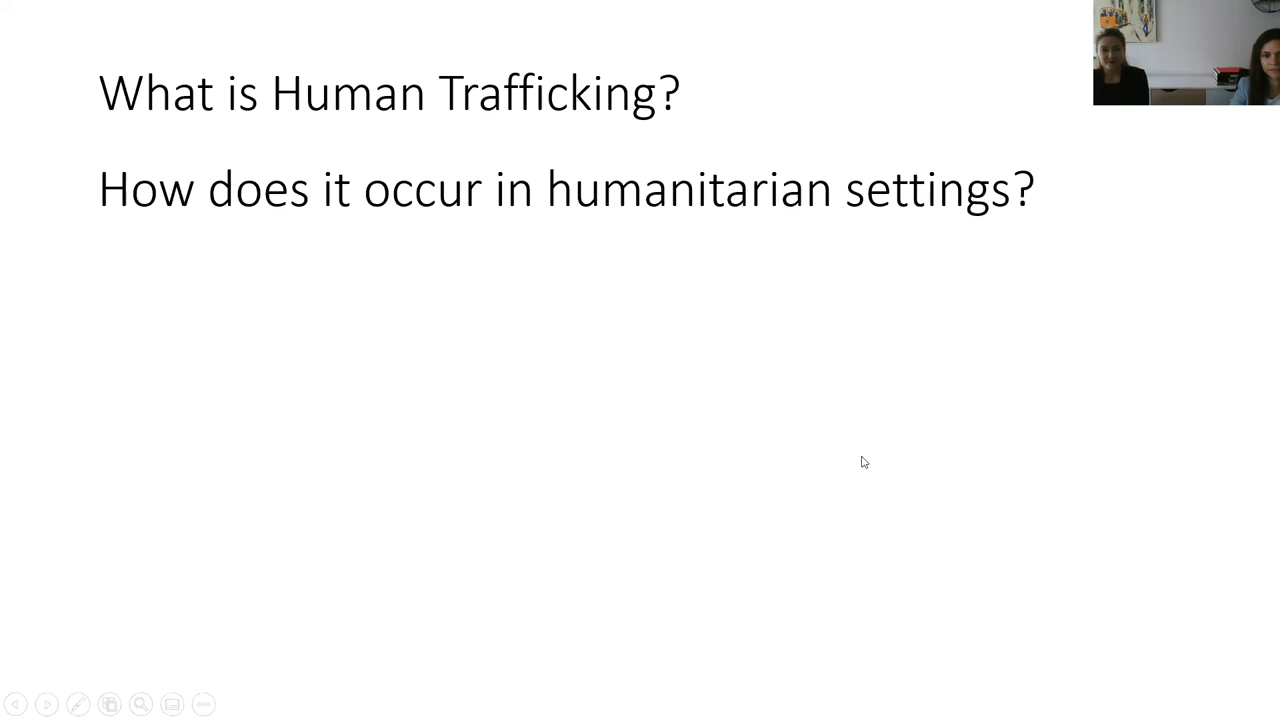 What is Human Trafficking?
How does it occur in humanitarian settings?